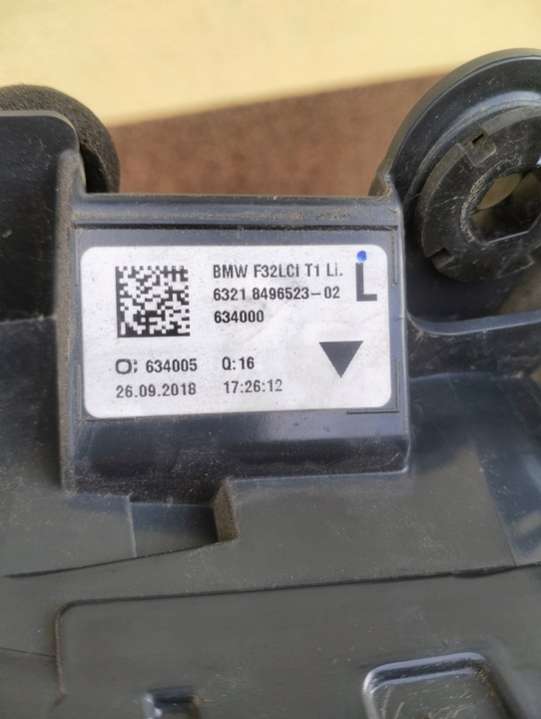 BMW F32LCI T1 Li.
6321 8496523-02
L
634000
O: 634005 Q:16
26.09.2018 17:26:12